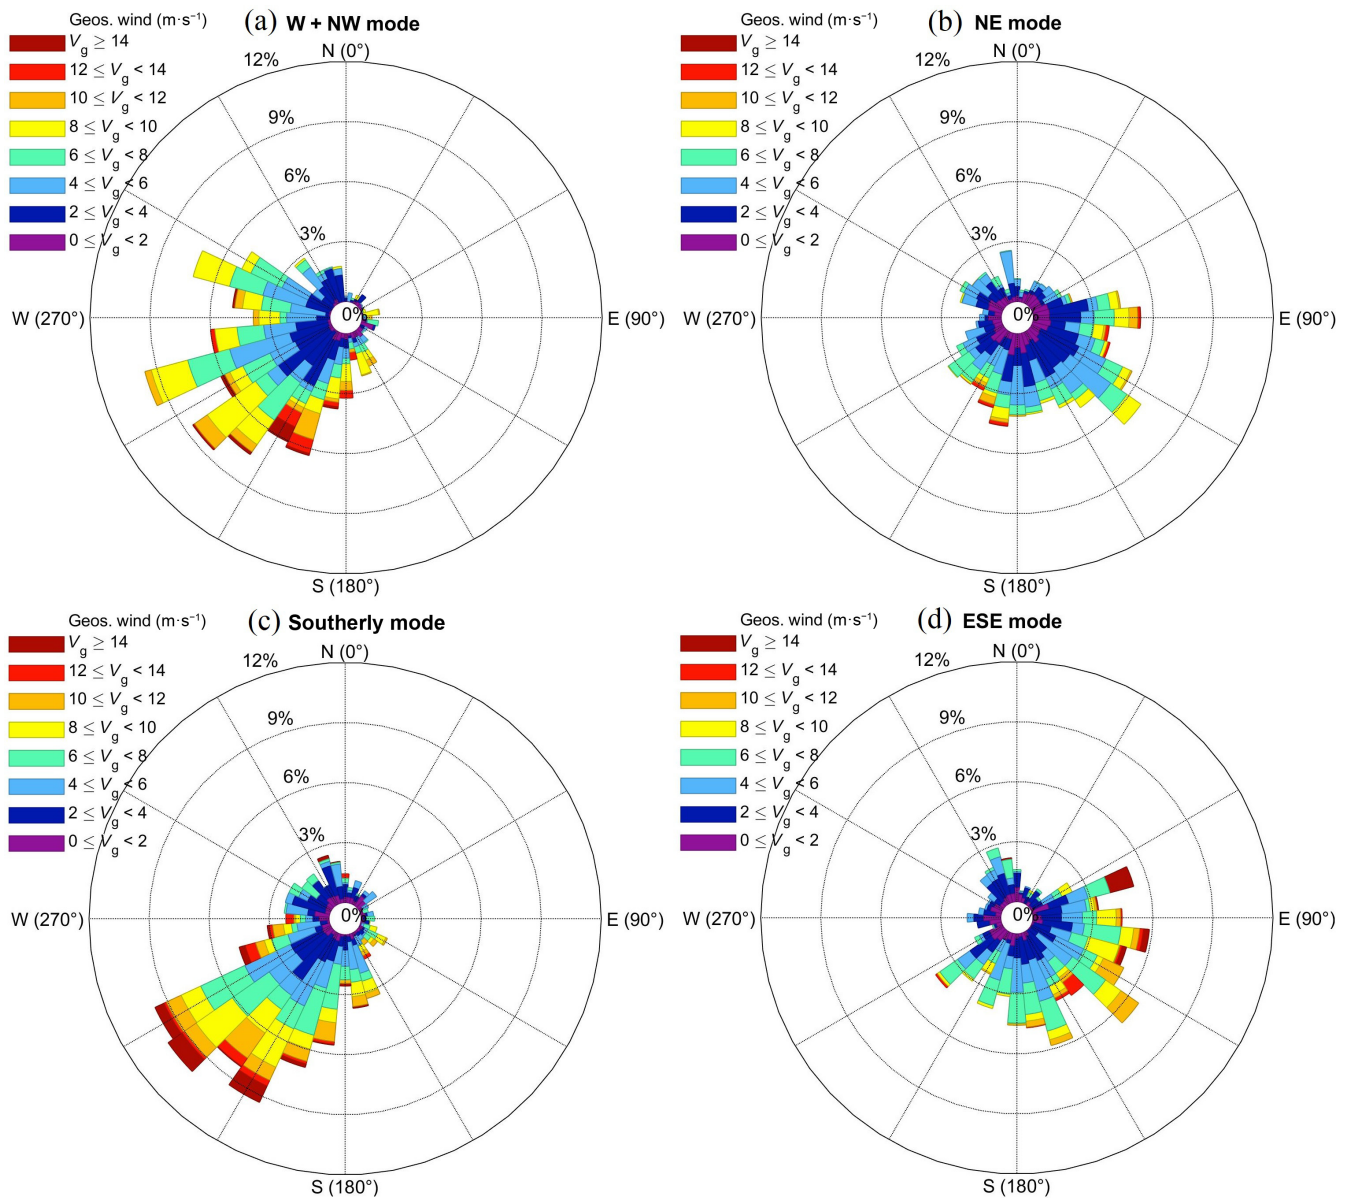 Geos. wind (m·s⁻¹)
(a) W + NW mode
V_g ≥ 14
12 ≤ V_g < 14
10 ≤ V_g < 12
8 ≤ V_g < 10
6 ≤ V_g < 8
4 ≤ V_g < 6
2 ≤ V_g < 4
0 ≤ V_g < 2
N (0°)
12%
9%
6%
3%
0%
W (270°)
E (90°)
S (180°)
Geos. wind (m·s⁻¹)
(b) NE mode
V_g ≥ 14
12 ≤ V_g < 14
10 ≤ V_g < 12
8 ≤ V_g < 10
6 ≤ V_g < 8
4 ≤ V_g < 6
2 ≤ V_g < 4
0 ≤ V_g < 2
N (0°)
12%
9%
6%
3%
0%
W (270°)
E (90°)
S (180°)
Geos. wind (m·s⁻¹)
(c) Southerly mode
V_g ≥ 14
12 ≤ V_g < 14
10 ≤ V_g < 12
8 ≤ V_g < 10
6 ≤ V_g < 8
4 ≤ V_g < 6
2 ≤ V_g < 4
0 ≤ V_g < 2
N (0°)
12%
9%
6%
3%
0%
W (270°)
E (90°)
S (180°)
Geos. wind (m·s⁻¹)
(d) ESE mode
V_g ≥ 14
12 ≤ V_g < 14
10 ≤ V_g < 12
8 ≤ V_g < 10
6 ≤ V_g < 8
4 ≤ V_g < 6
2 ≤ V_g < 4
0 ≤ V_g < 2
N (0°)
12%
9%
6%
3%
0%
W (270°)
E (90°)
S (180°)